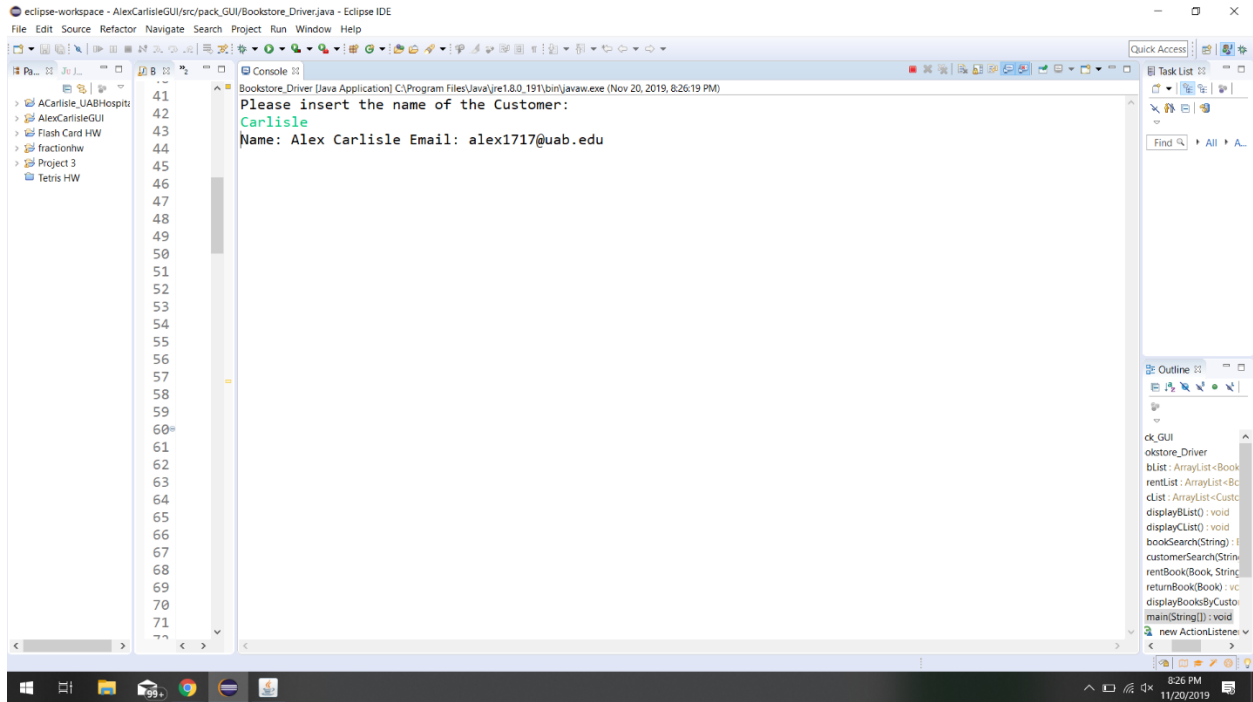 eclipse-workspace - AlexCarlisleGUI/src/pack_GUI/Bookstore_Driver.java - Eclipse IDE
File Edit Source Refactor Navigate Search Project Run Window Help
Quick Access
Pa...
Ju J...
B
Console
Task List
Bookstore_Driver [Java Application] C:\Program Files\Java\jre1.8.0_191\bin\javaw.exe (Nov 20, 2019, 8:26:19 PM)
Please insert the name of the Customer:
Carlisle
Name: Alex Carlisle Email: alex1717@uab.edu
ACarlisle_UABHospita
AlexCarlisleGUI
Flash Card HW
fractionhw
Project 3
Tetris HW
41
42
43
44
45
46
47
48
49
50
51
52
53
54
55
56
57
58
59
60
61
62
63
64
65
66
67
68
69
70
71
72
Find All A...
Outline
ck_GUI
okstore_Driver
bList : ArrayList<Book
rentList : ArrayList<Bo
cList : ArrayList<Custo
displayBList() : void
displayCList() : void
bookSearch(String) : B
customerSearch(Strin
rentBook(Book, String
returnBook(Book) : vo
displayBooksByCusto
main(String[]) : void
new ActionListener
99+
8:26 PM
11/20/2019